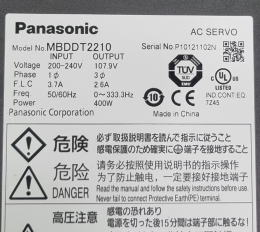 Panasonic
AC SERVO
Model No. MBDDT2210
Serial No. P10121102N
INPUT OUTPUT
Voltage 200-240V 107.9V
Phase 1ϕ 3ϕ
F.L.C 3.7A 2.6A
Freq. 50/60Hz 0~333.3Hz
Power 400W
Panasonic Corporation
TÜV
SUD
C UL US
LISTED
IND.CONT.EQ.
7Z45
10
Made in China
危険
必ず取扱説明書を読んで指示に従うこと
感電保護のため確実に端子を接地すること
危险
请务必按照使用说明书的指示操作
为了防止触电,一定要接好接地端
DANGER
Read the manual and follow the safety instructions before use.
Never fail to connect Protective Earth(PE) terminal.
高圧注意
感電の恐れあり
電源を切った後15分間は端子部に触るな!